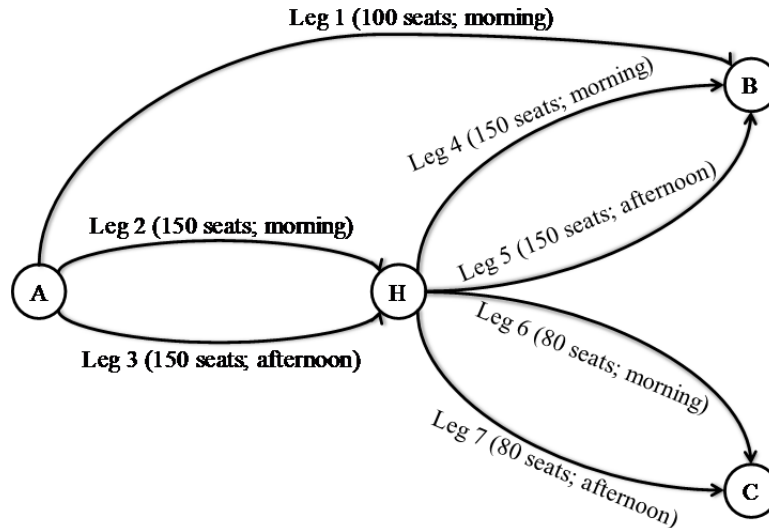 Leg 1 (100 seats; morning)
B
Leg 4 (150 seats; morning)
Leg 2 (150 seats; morning)
Leg 5 (150 seats; afternoon)
A
H
Leg 3 (150 seats; afternoon)
Leg 6 (80 seats; morning)
Leg 7 (80 seats; afternoon)
C